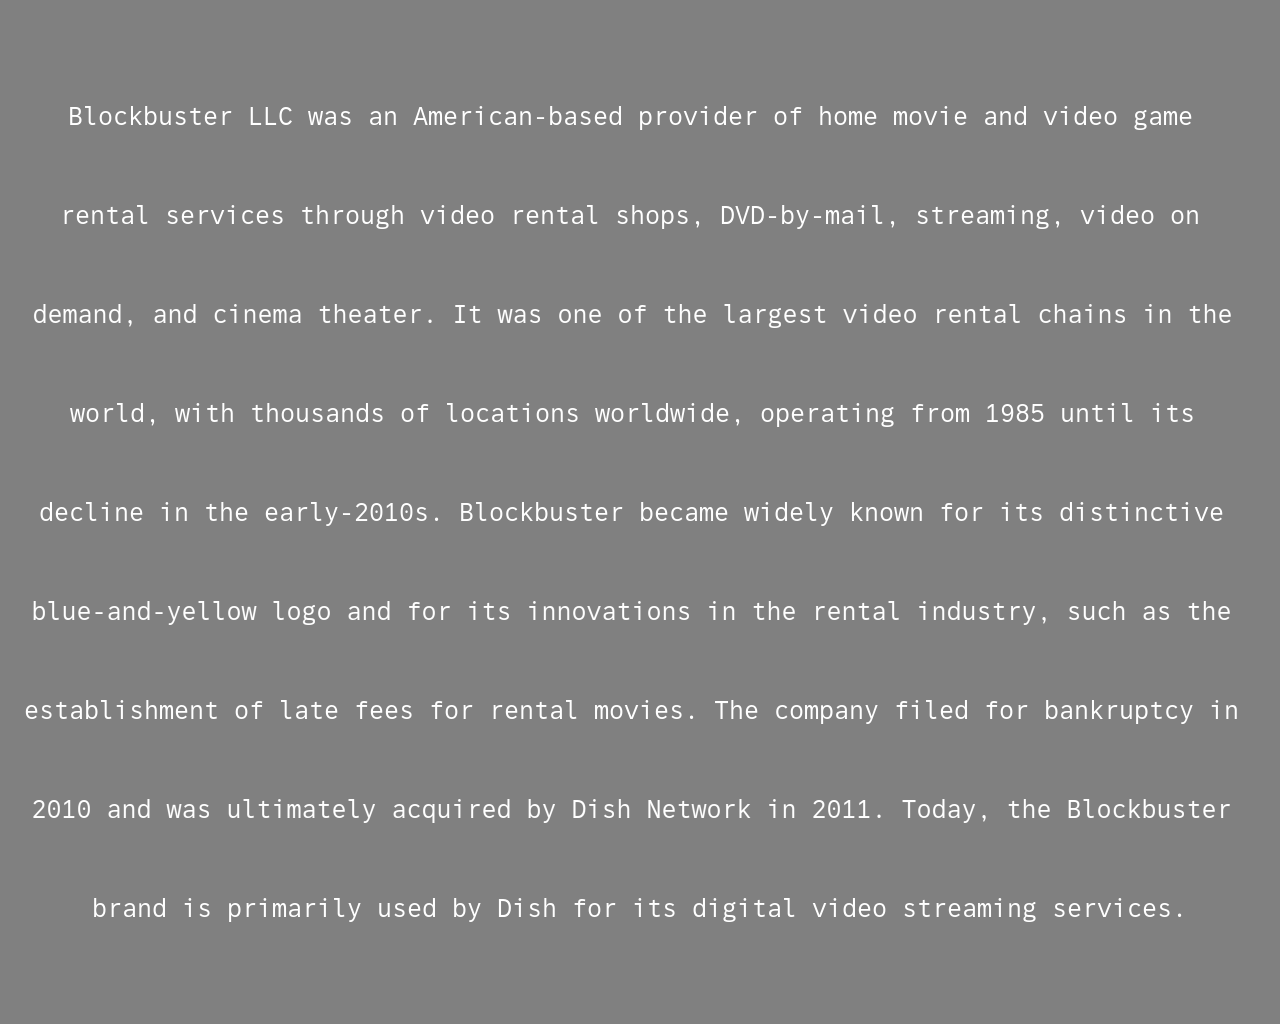 Blockbuster LLC was an American-based provider of home movie and video game
rental services through video rental shops, DVD-by-mail, streaming, video on
demand, and cinema theater. It was one of the largest video rental chains in the
world, with thousands of locations worldwide, operating from 1985 until its
decline in the early-2010s. Blockbuster became widely known for its distinctive
blue-and-yellow logo and for its innovations in the rental industry, such as the
establishment of late fees for rental movies. The company filed for bankruptcy in
2010 and was ultimately acquired by Dish Network in 2011. Today, the Blockbuster
brand is primarily used by Dish for its digital video streaming services.